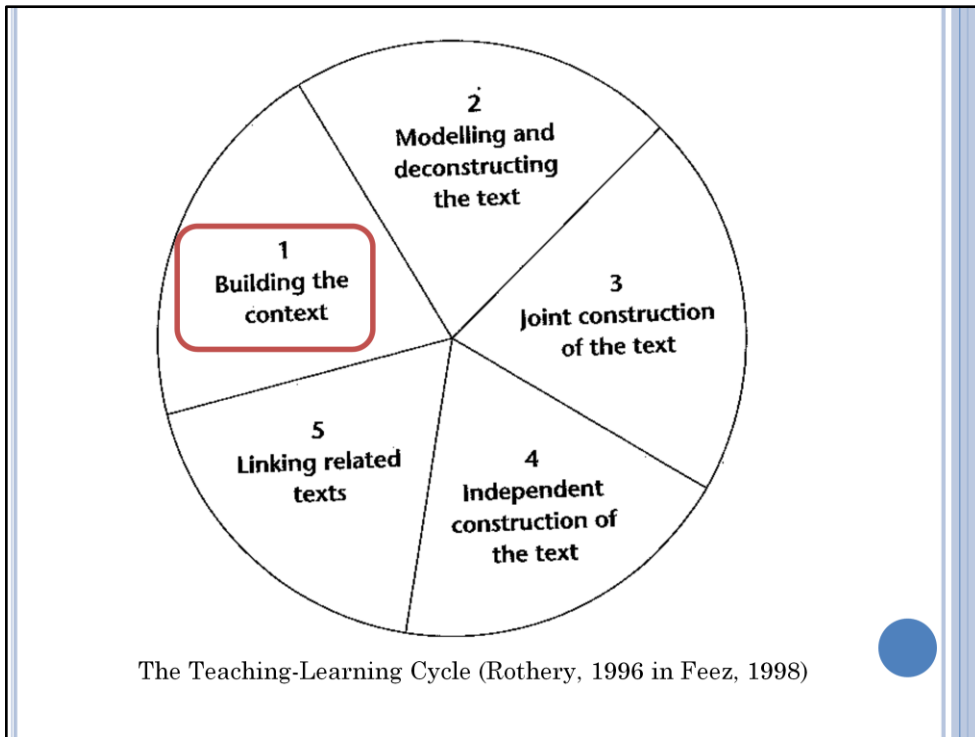 1
Building the
context
2
Modelling and
deconstructing
the text
3
Joint construction
of the text
4
Independent
construction of
the text
5
Linking related
texts
The Teaching-Learning Cycle (Rothery, 1996 in Feez, 1998)